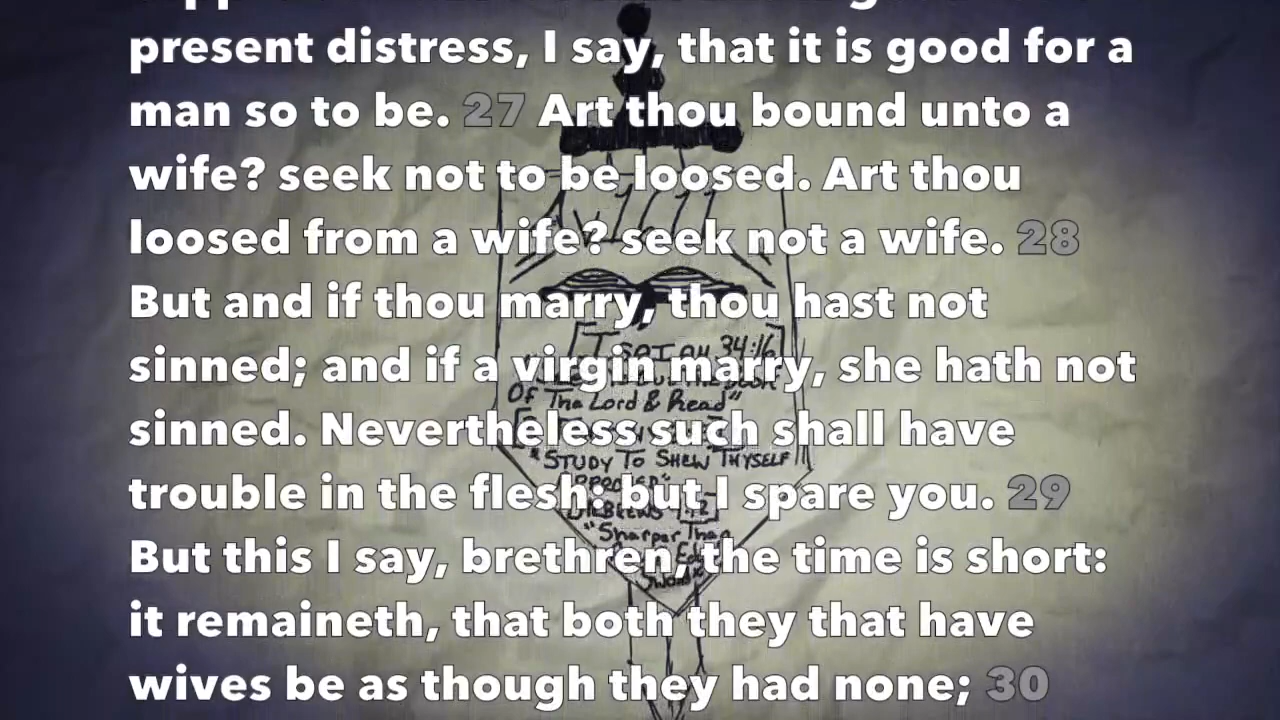 present distress, I say, that it is good for a
man so to be. 27 Art thou bound unto a
wife? seek not to be loosed. Art thou
loosed from a wife? seek not a wife. 28
But and if thou marry, thou hast not
sinned; and if a virgin marry, she hath not
sinned. Nevertheless such shall have
trouble in the flesh: but I spare you. 29
But this I say, brethren, the time is short:
it remaineth, that both they that have
wives be as though they had none; 30
ISAIAH 34:16
Of The Lord & Read"
"STUDY TO SHEW THYSELF
"Sharper Than